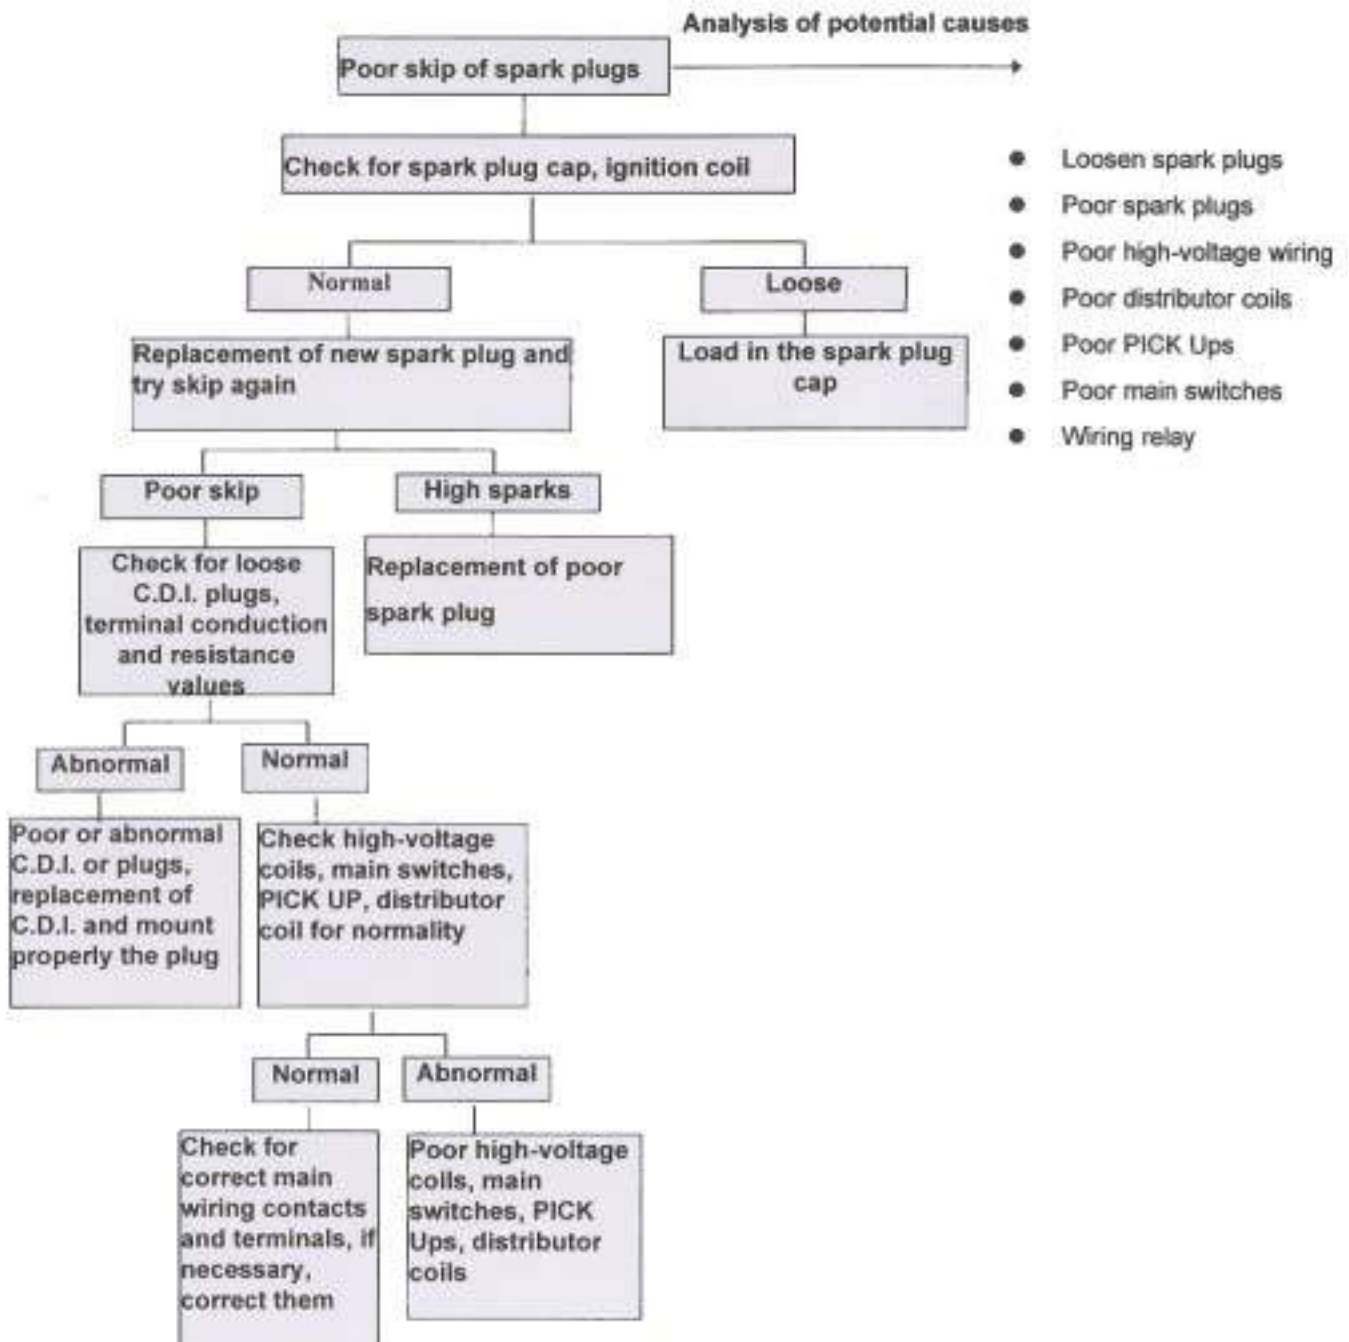 Analysis of potential causes
Poor skip of spark plugs
Check for spark plug cap, ignition coil
● Loosen spark plugs
● Poor spark plugs
● Poor high-voltage wiring
● Poor distributor coils
● Poor PICK Ups
● Poor main switches
● Wiring relay
Normal
Loose
Replacement of new spark plug and
try skip again
Load in the spark plug
cap
Poor skip
High sparks
Check for loose
C.D.I. plugs,
terminal conduction
and resistance
values
Replacement of poor
spark plug
Abnormal
Normal
Poor or abnormal
C.D.I. or plugs,
replacement of
C.D.I. and mount
properly the plug
Check high-voltage
coils, main switches,
PICK UP, distributor
coil for normality
Normal
Abnormal
Check for
correct main
wiring contacts
and terminals, if
necessary,
correct them
Poor high-voltage
coils, main
switches, PICK
Ups, distributor
coils